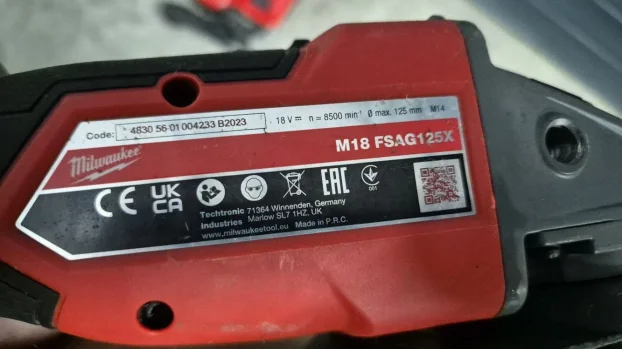 Code: 4830 56 01 004233 B2023
18 V n = 8500 min⁻¹ Ø max. 125 mm M14
M18 FSAG125X
Milwaukee
CE UK CA EAC 001
Techtronic Industries
71364 Winnenden, Germany
Marlow SL7 1HZ, UK
www.milwaukeetool.eu Made in P.R.C.